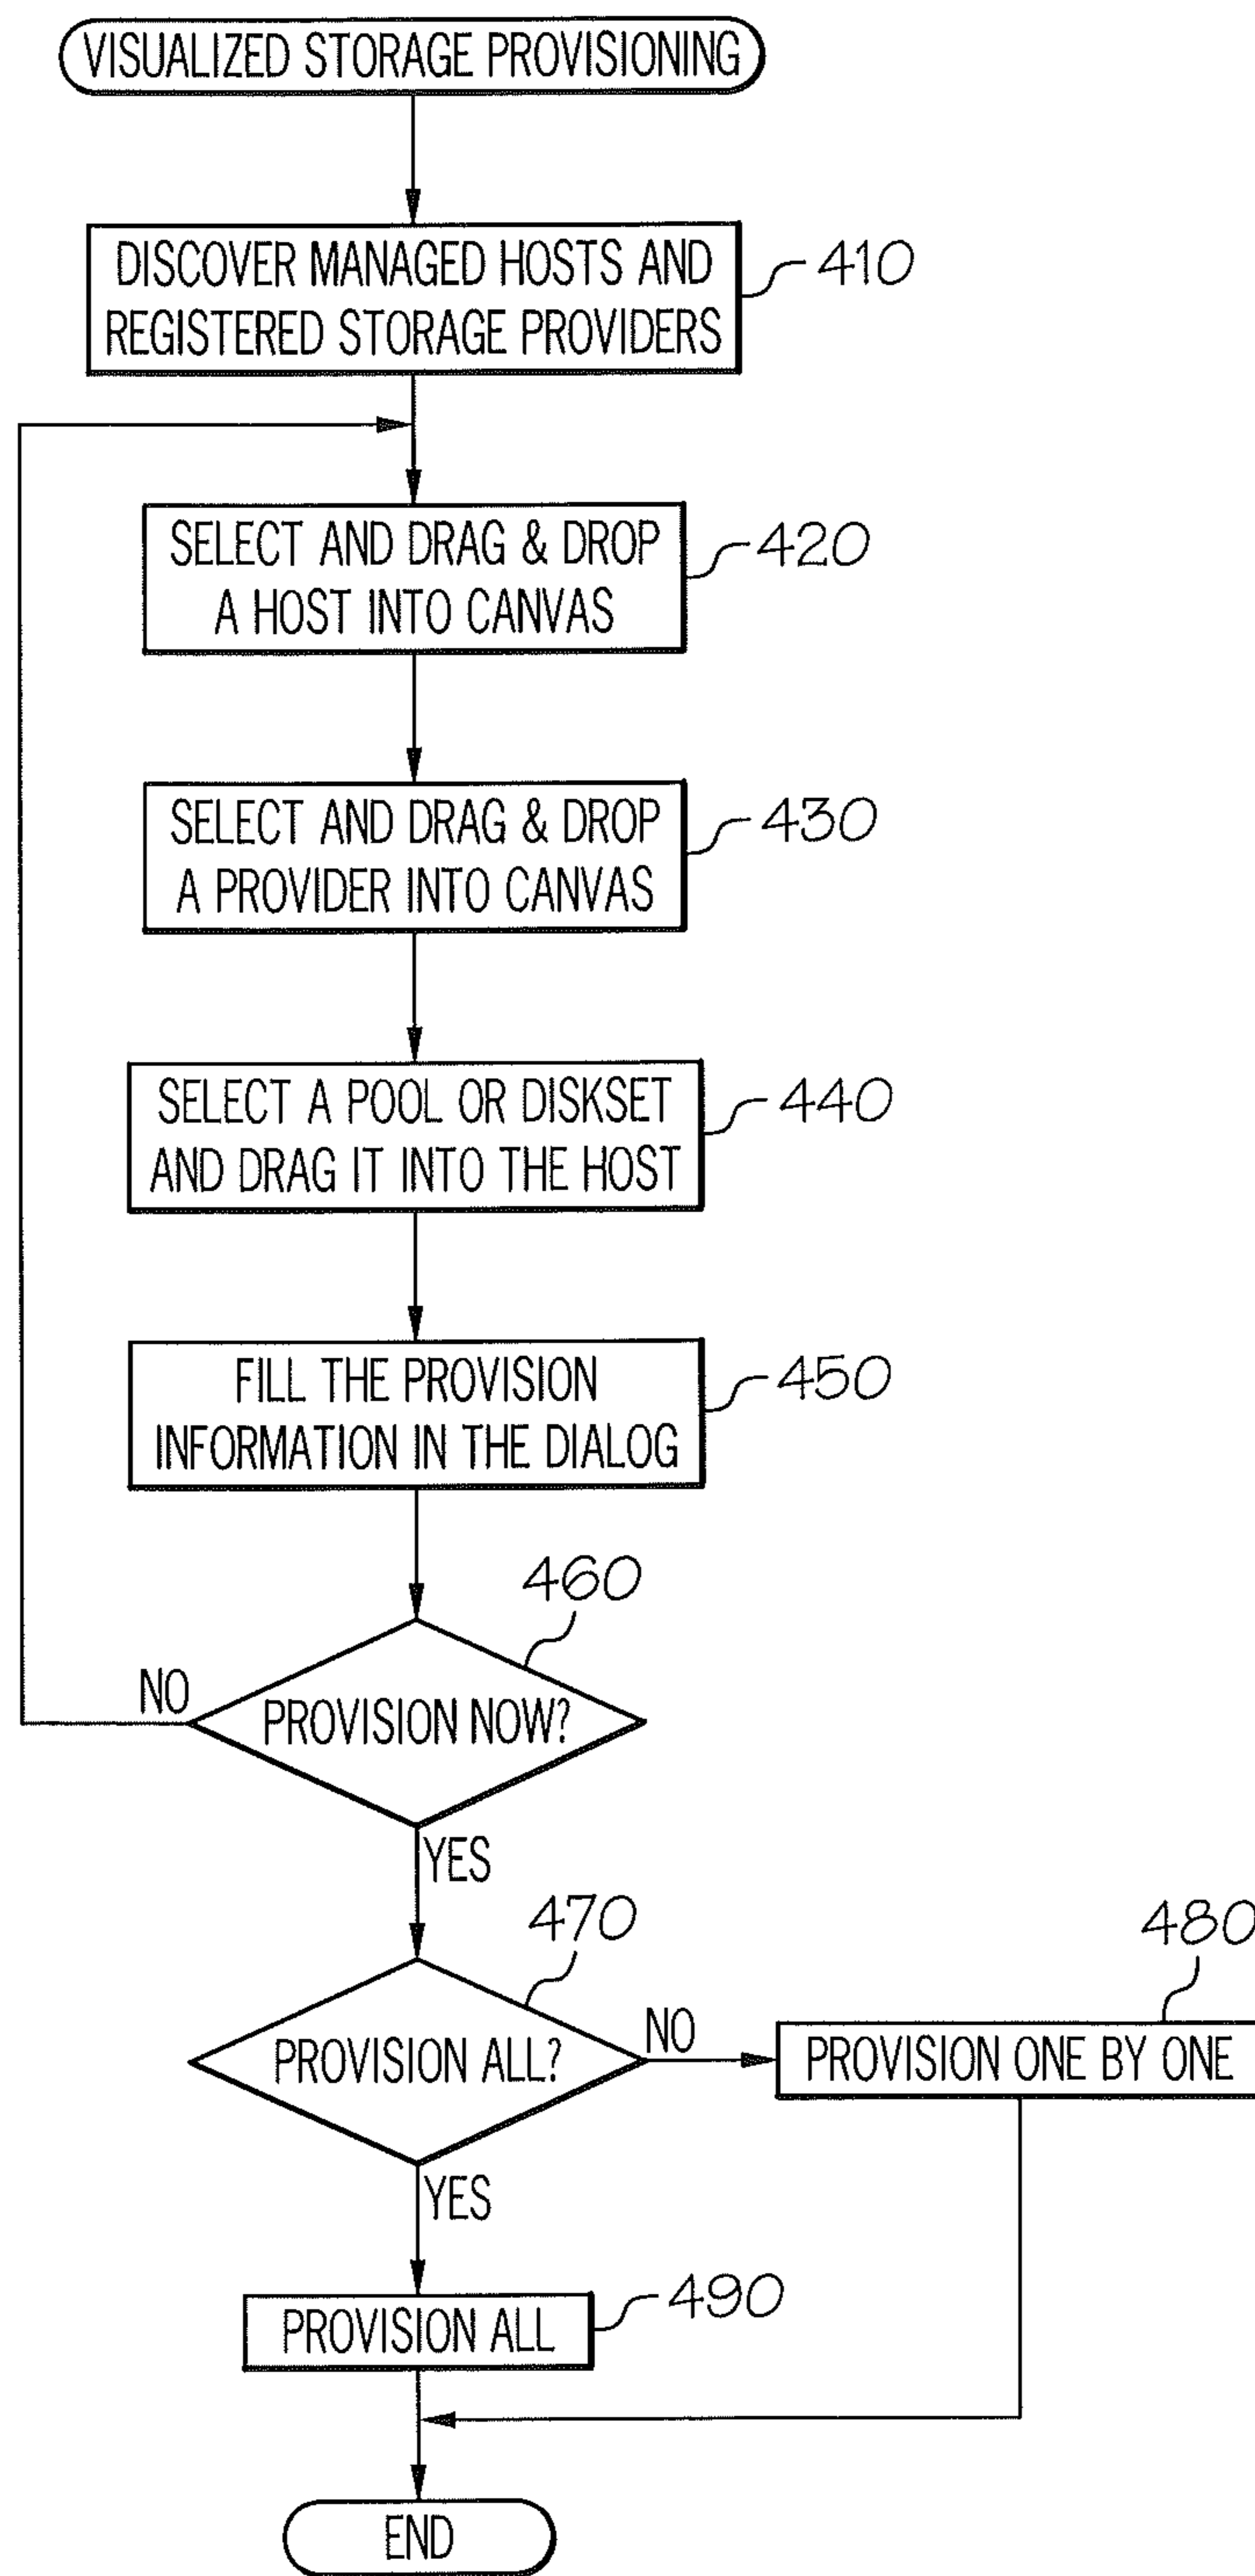 VISUALIZED STORAGE PROVISIONING
DISCOVER MANAGED HOSTS AND
REGISTERED STORAGE PROVIDERS
410
SELECT AND DRAG & DROP
A HOST INTO CANVAS
420
SELECT AND DRAG & DROP
A PROVIDER INTO CANVAS
430
SELECT A POOL OR DISKSET
AND DRAG IT INTO THE HOST
440
FILL THE PROVISION
INFORMATION IN THE DIALOG
450
460
NO
PROVISION NOW?
YES
470
480
PROVISION ALL?
NO
PROVISION ONE BY ONE
YES
490
PROVISION ALL
END